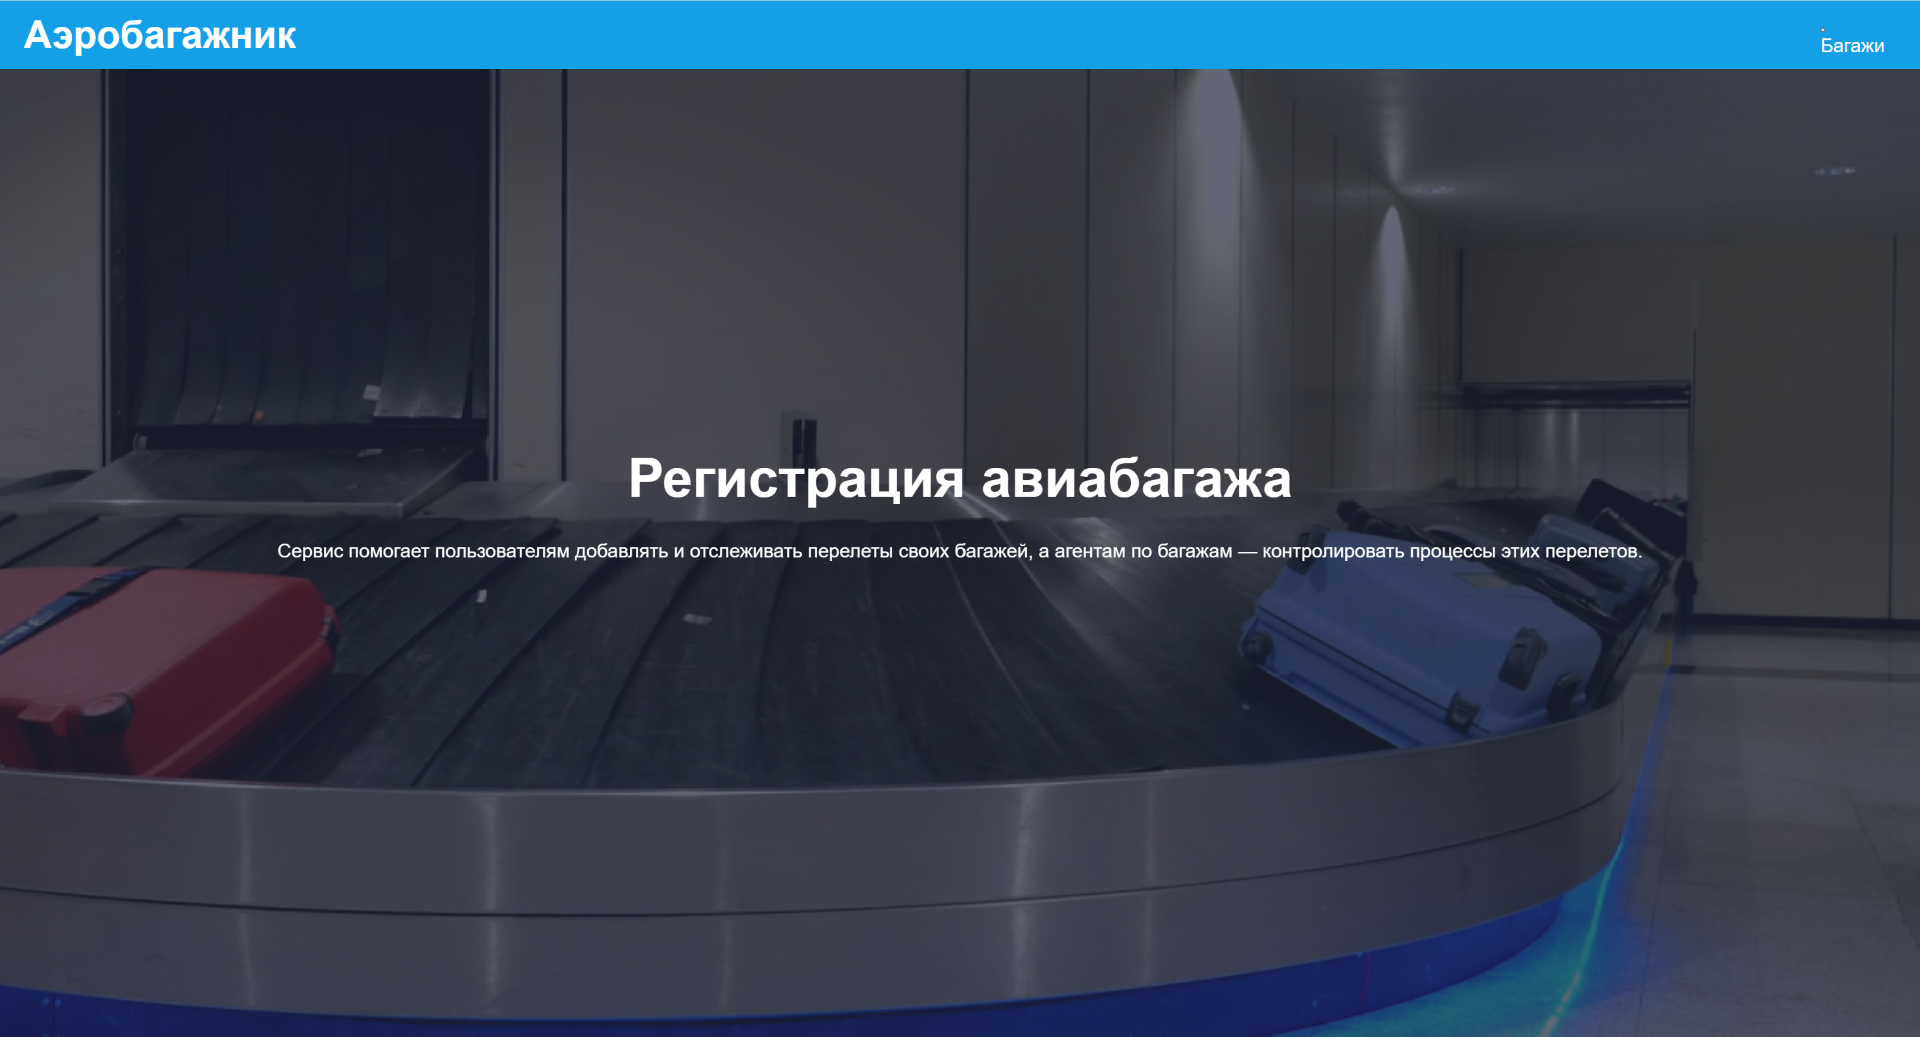 Аэробагажник
Багажи
Регистрация авиабагажа
Сервис помогает пользователям добавлять и отслеживать перелеты своих багажей, а агентам по багажам — контролировать процессы этих перелетов.